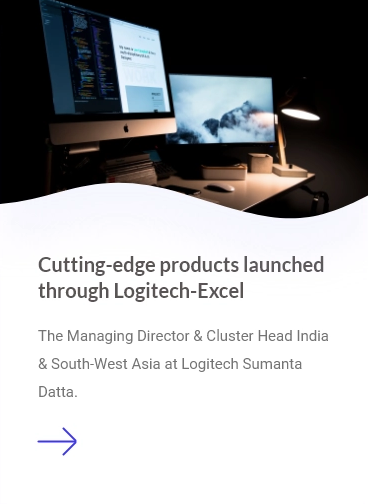 Cutting-edge products launched
through Logitech-Excel
The Managing Director & Cluster Head India
& South-West Asia at Logitech Sumanta
Datta.